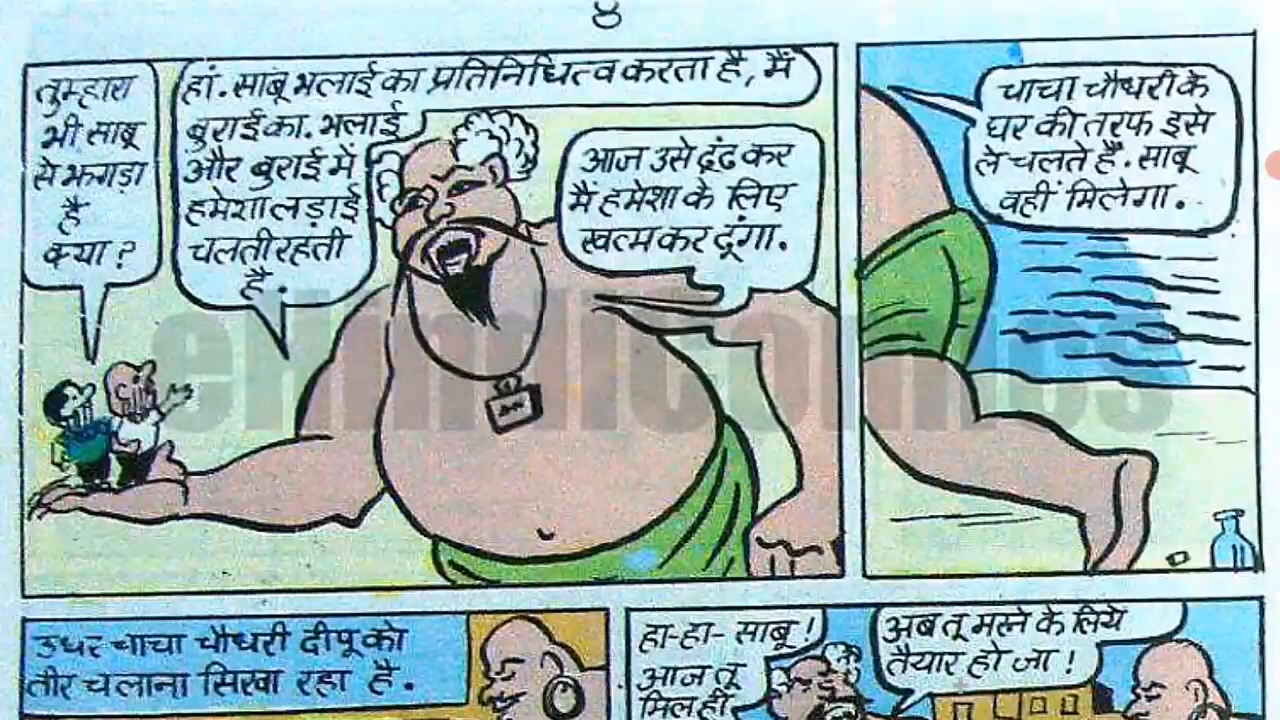 ४
तुम्हारा
भी साबू
से झगड़ा
है
क्या?
हां. साबू भलाई का प्रतिनिधित्व करता है, मैं
बुराई का. भलाई
और बुराई में
हमेशा लड़ाई
चलती रहती
है.
आज उसे ढूंढ कर
मैं हमेशा के लिए
खत्म कर दूंगा.
चाचा चौधरी के
घर की तरफ इसे
ले चलते हैं. साबू
वहीं मिलेगा.
eHindiComics
उधर चाचा चौधरी दीपू को
तीर चलाना सिखा रहा है.
हा-हा- साबू!
आज तू
मिल ही
अब तू मरने के लिये
तैयार हो जा!